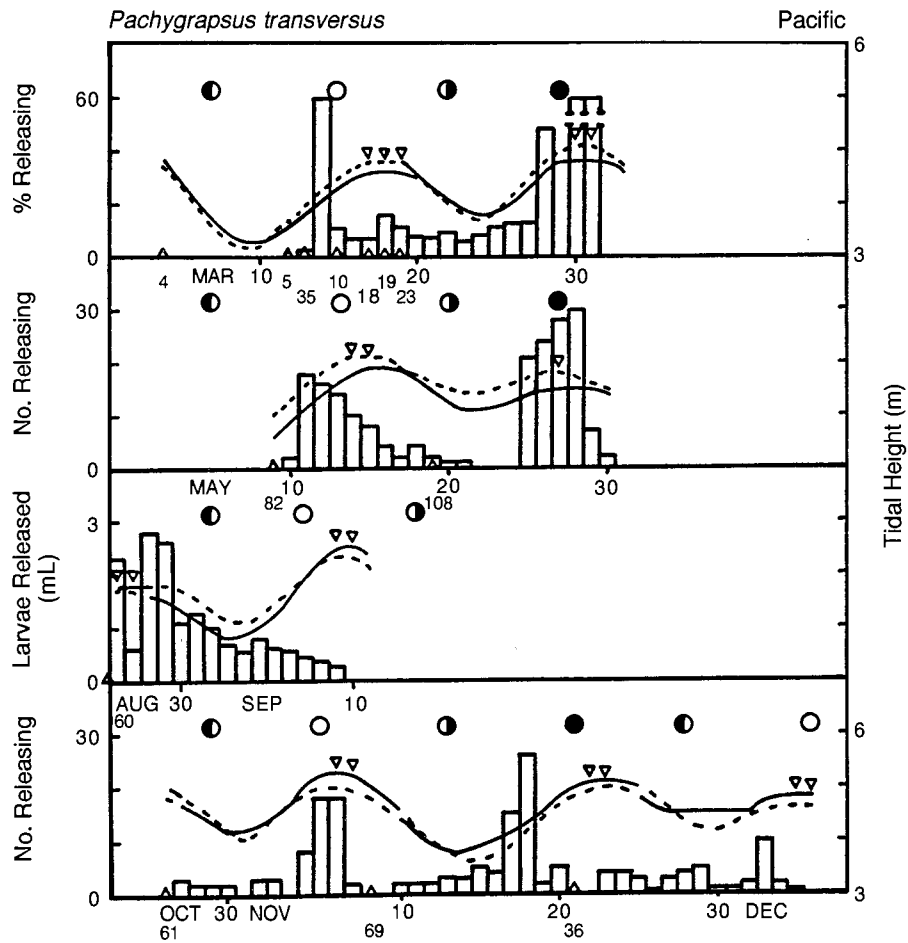 Pachygrapsus transversus Pacific
6
% Releasing
60
0
3
MAR 10 20 30
4 5 35 10 18 19 23
No. Releasing
30
0
MAY 10 20 30
82 108
Tidal Height (m)
Larvae Released
(mL)
3
0
AUG 30 SEP 10
60
No. Releasing
30
6
0
3
OCT 30 NOV 10 20 30 DEC
61 69 36